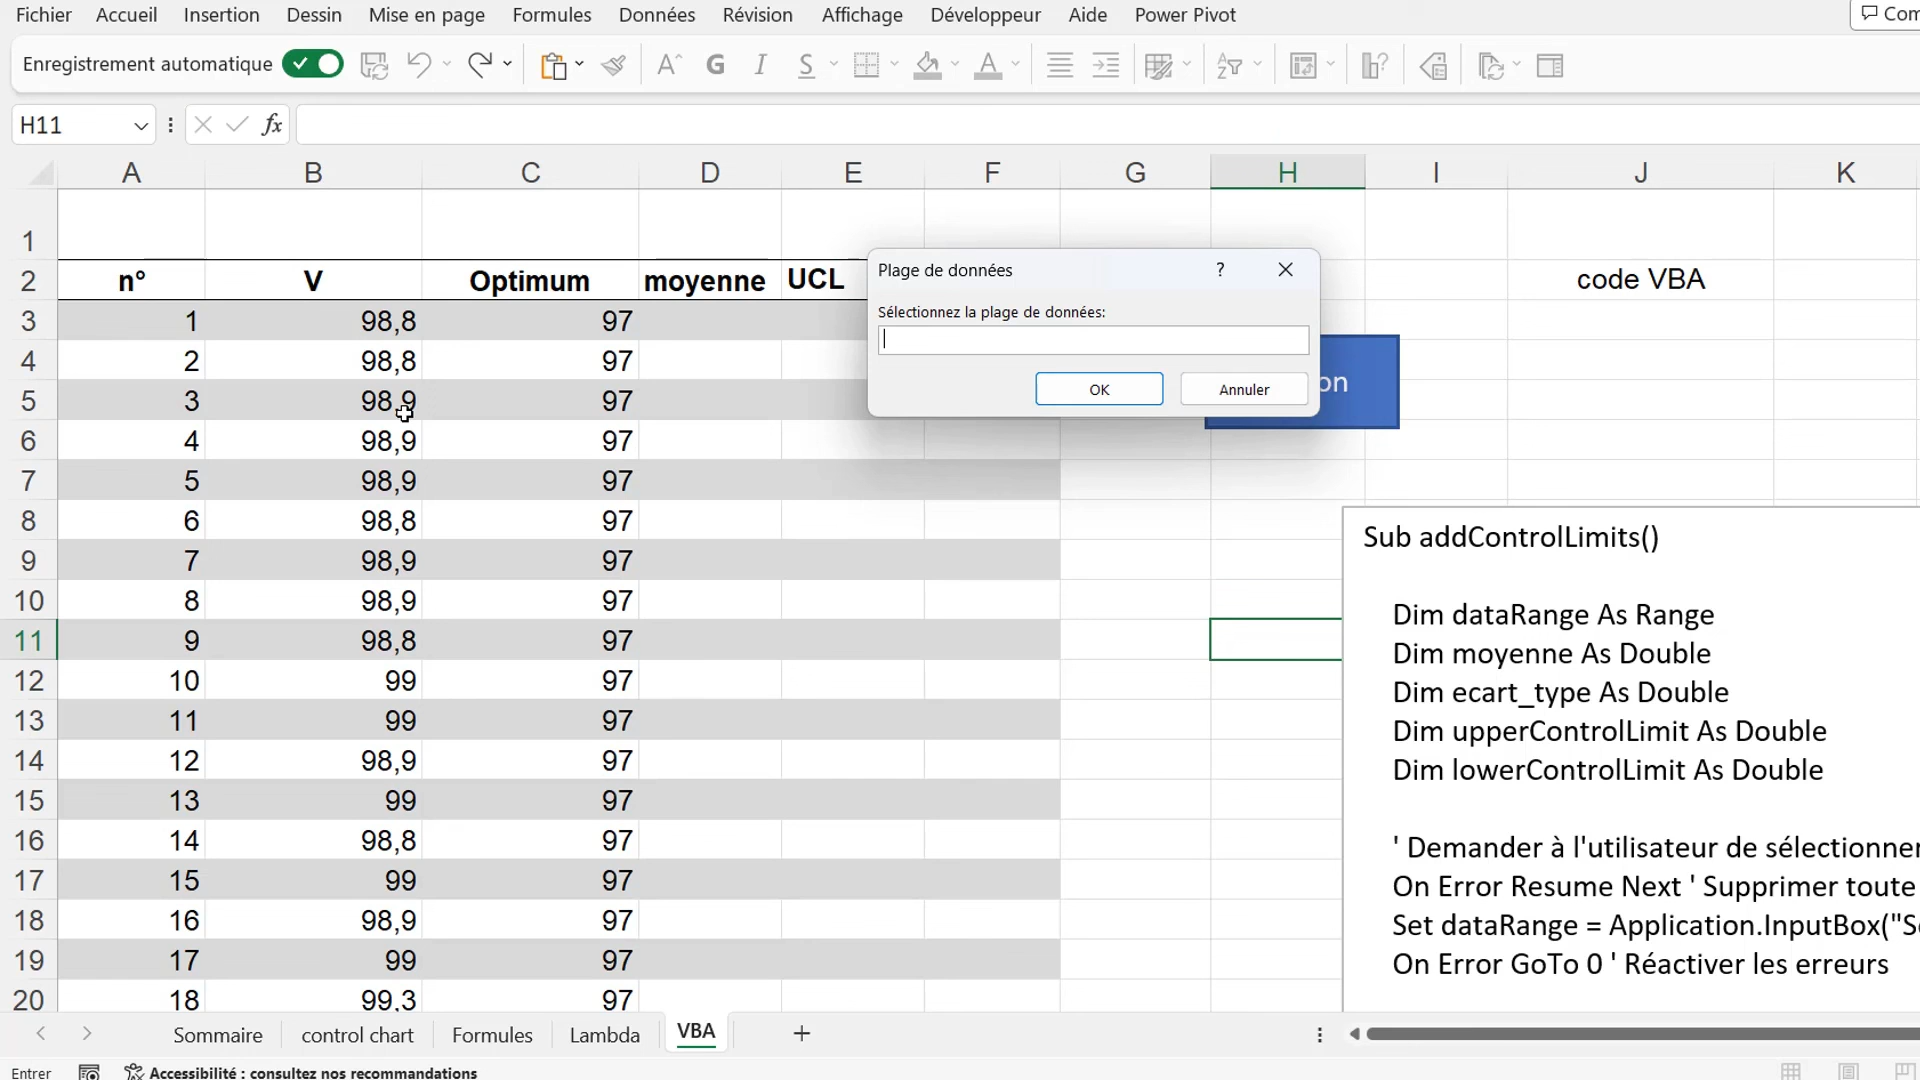 Fichier Accueil Insertion Dessin Mise en page Formules Données Révision Affichage Développeur Aide Power Pivot
Enregistrement automatique
H11
fx
A B C D E F G H I J K
1
2 n° V Optimum moyenne UCL code VBA
3 1 98,8 97
4 2 98,8 97
5 3 98,9 97
6 4 98,9 97
7 5 98,9 97
8 6 98,8 97
9 7 98,9 97
10 8 98,9 97
11 9 98,8 97
12 10 99 97
13 11 99 97
14 12 98,9 97
15 13 99 97
16 14 98,8 97
17 15 99 97
18 16 98,9 97
19 17 99 97
20 18 99,3 97
Plage de données
?
Sélectionnez la plage de données:
OK Annuler
on
Sub addControlLimits()
Dim dataRange As Range
Dim moyenne As Double
Dim ecart_type As Double
Dim upperControlLimit As Double
Dim lowerControlLimit As Double
' Demander à l'utilisateur de sélectionner
On Error Resume Next ' Supprimer toute
Set dataRange = Application.InputBox("S
On Error GoTo 0 ' Réactiver les erreurs
Sommaire control chart Formules Lambda VBA
Entrer Accessibilité : consultez nos recommandations